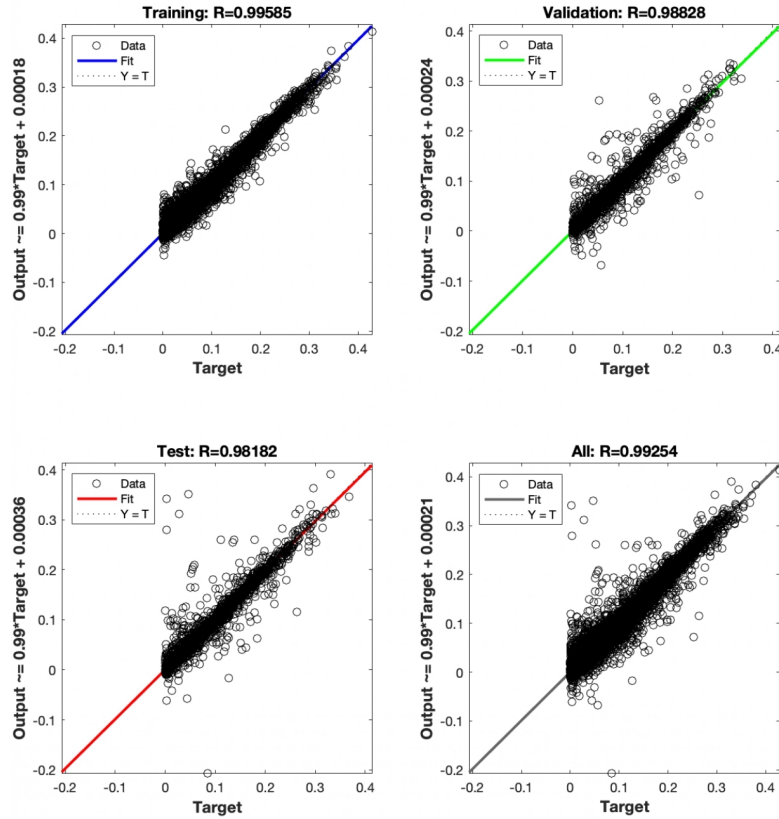 Training: R=0.99585
Data
Fit
Y = T
Output ~= 0.99*Target + 0.00018
0.4
0.3
0.2
0.1
0
-0.1
-0.2
-0.2 -0.1 0 0.1 0.2 0.3 0.4
Target
Validation: R=0.98828
Data
Fit
Y = T
Output ~= 0.99*Target + 0.00024
0.4
0.3
0.2
0.1
0
-0.1
-0.2
-0.2 -0.1 0 0.1 0.2 0.3 0.4
Target
Test: R=0.98182
Data
Fit
Y = T
Output ~= 0.99*Target + 0.00036
0.4
0.3
0.2
0.1
0
-0.1
-0.2
-0.2 -0.1 0 0.1 0.2 0.3 0.4
Target
All: R=0.99254
Data
Fit
Y = T
Output ~= 0.99*Target + 0.00021
0.4
0.3
0.2
0.1
0
-0.1
-0.2
-0.2 -0.1 0 0.1 0.2 0.3 0.4
Target